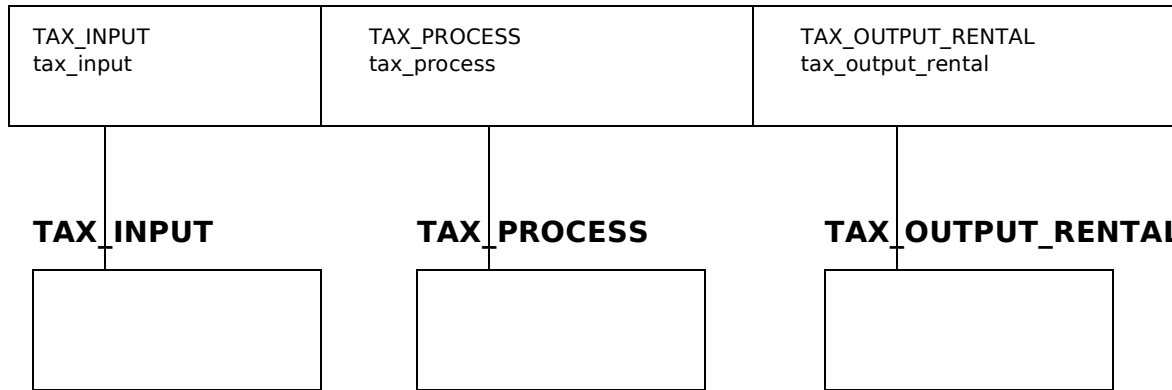 TAX_INPUT
tax_input
TAX_PROCESS
tax_process
TAX_OUTPUT_RENTAL
tax_output_rental
TAX_INPUT
TAX_PROCESS
TAX_OUTPUT_RENTAL